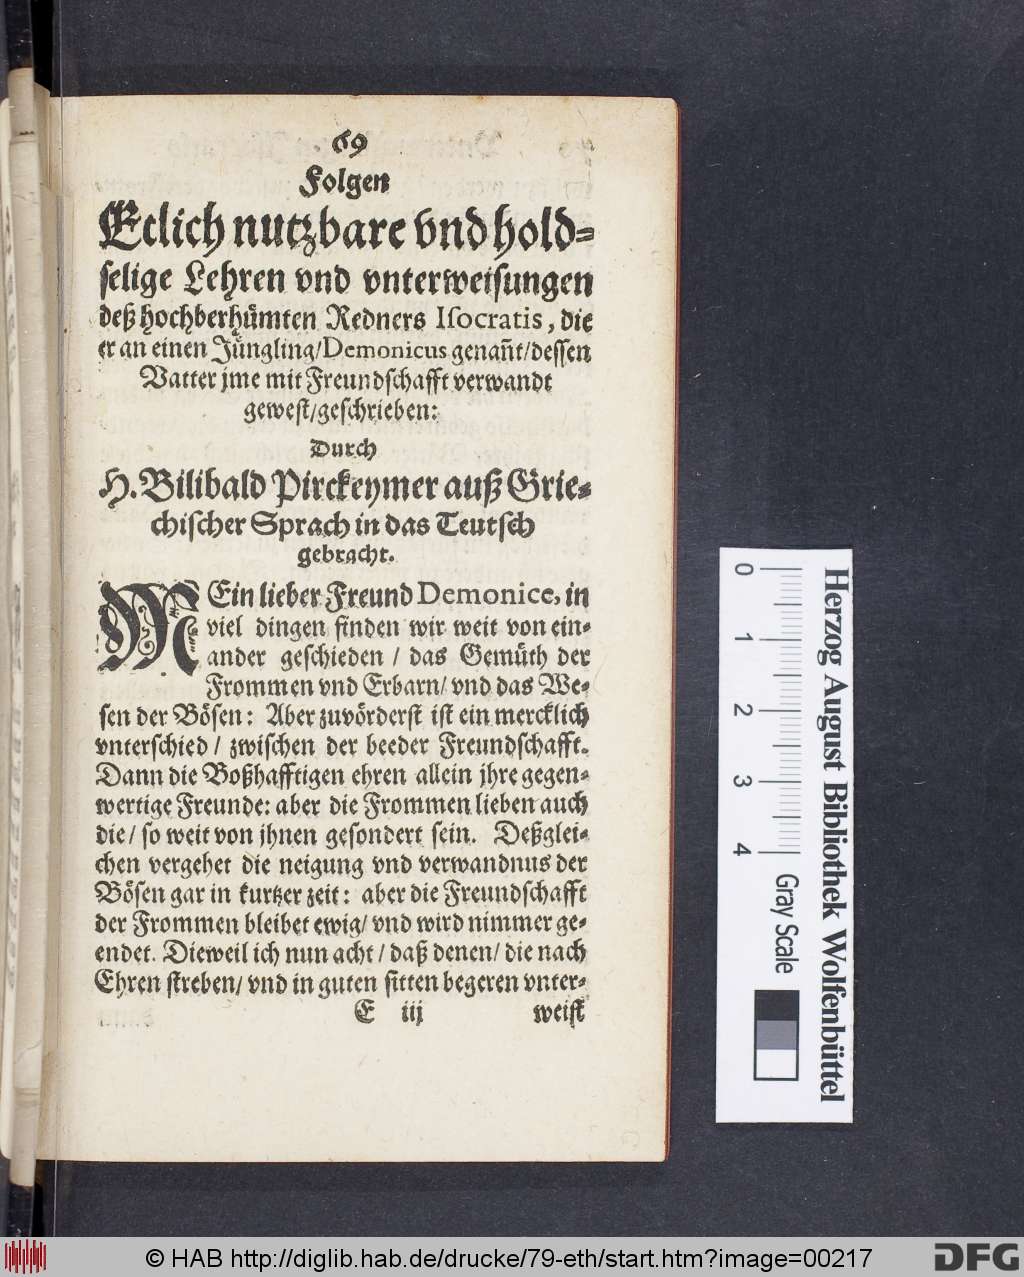 69
Folgen
Etlich nutzbare vnd hold-
selige Lehren vnd vnterweisungen
deß hochberhümten Redners Isocratis, die
er an einen Jüngling/Demonicus genañt/dessen
Vatter jme mit Freundschafft verwandt
gewest/geschrieben:
Durch
H. Bilibald Pirckeymer auß Grie-
chischer Sprach in das Teutsch
gebracht.
MEin lieber Freund Demonice, in
viel dingen finden wir weit von ein-
ander geschieden / das Gemüth der
Frommen vnd Erbarn/ vnd das We-
sen der Bösen: Aber zuvörderst ist ein mercklich
vnterschied / zwischen der beeder Freundschafft.
Dann die Boßhafftigen ehren allein jhre gegen-
wertige Freunde: aber die Frommen lieben auch
die/ so weit von jhnen gesondert sein. Deßglei-
chen vergehet die neigung vnd verwandnus der
Bösen gar in kurtzer zeit: aber die Freundschafft
der Frommen bleibet ewig/ vnd wird nimmer ge-
endet. Dieweil ich nun acht / daß denen/ die nach
Ehren streben/ vnd in guten sitten begeren vnter-
E iij weist
0 1 2 3 4
Gray Scale
Herzog August Bibliothek Wolfenbüttel
© HAB http://diglib.hab.de/drucke/79-eth/start.htm?image=00217
DFG